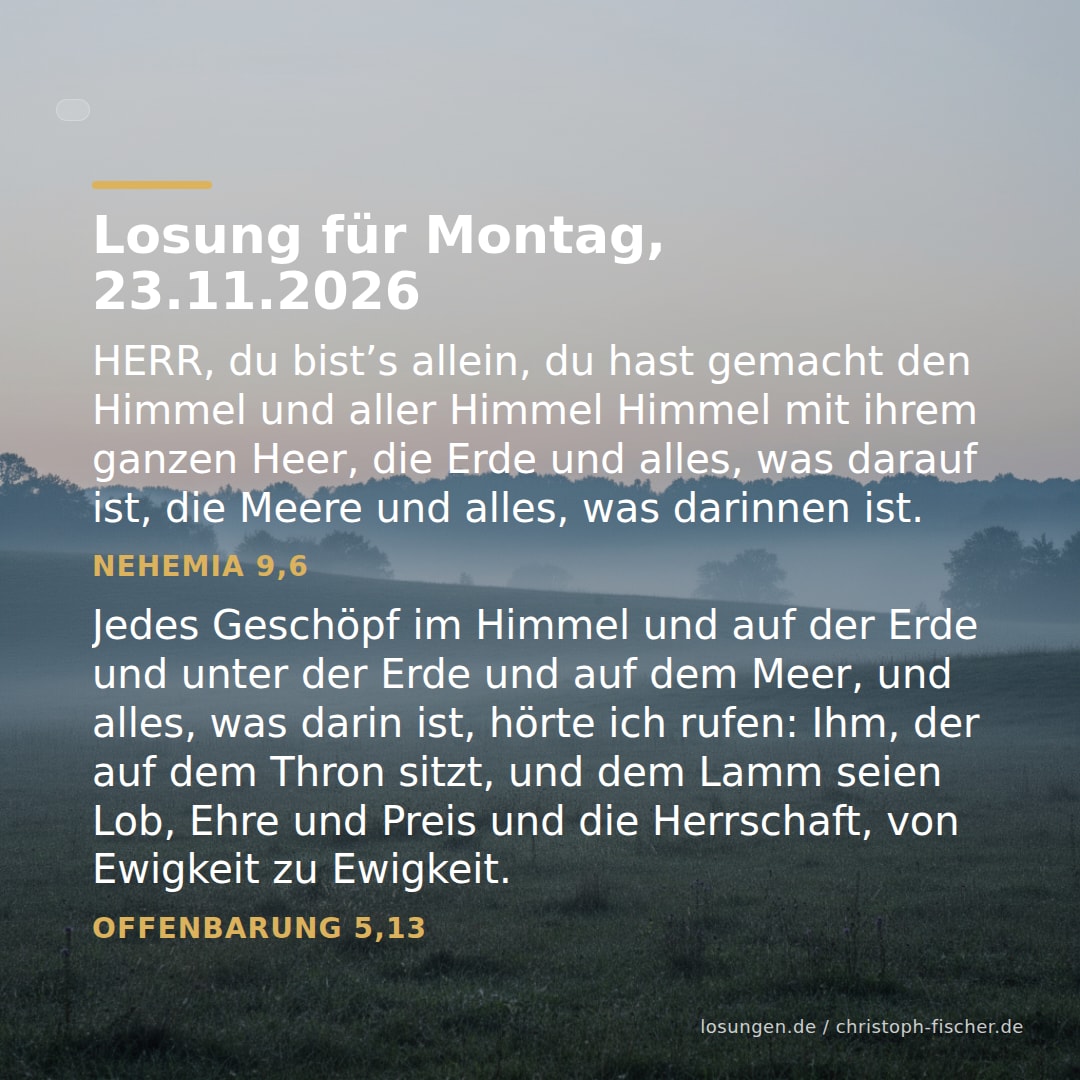 Losung für Montag,
23.11.2026
HERR, du bist’s allein, du hast gemacht den
Himmel und aller Himmel Himmel mit ihrem
ganzen Heer, die Erde und alles, was darauf
ist, die Meere und alles, was darinnen ist.
NEHEMIA 9,6
Jedes Geschöpf im Himmel und auf der Erde
und unter der Erde und auf dem Meer, und
alles, was darin ist, hörte ich rufen: Ihm, der
auf dem Thron sitzt, und dem Lamm seien
Lob, Ehre und Preis und die Herrschaft, von
Ewigkeit zu Ewigkeit.
OFFENBARUNG 5,13
losungen.de / christoph-fischer.de